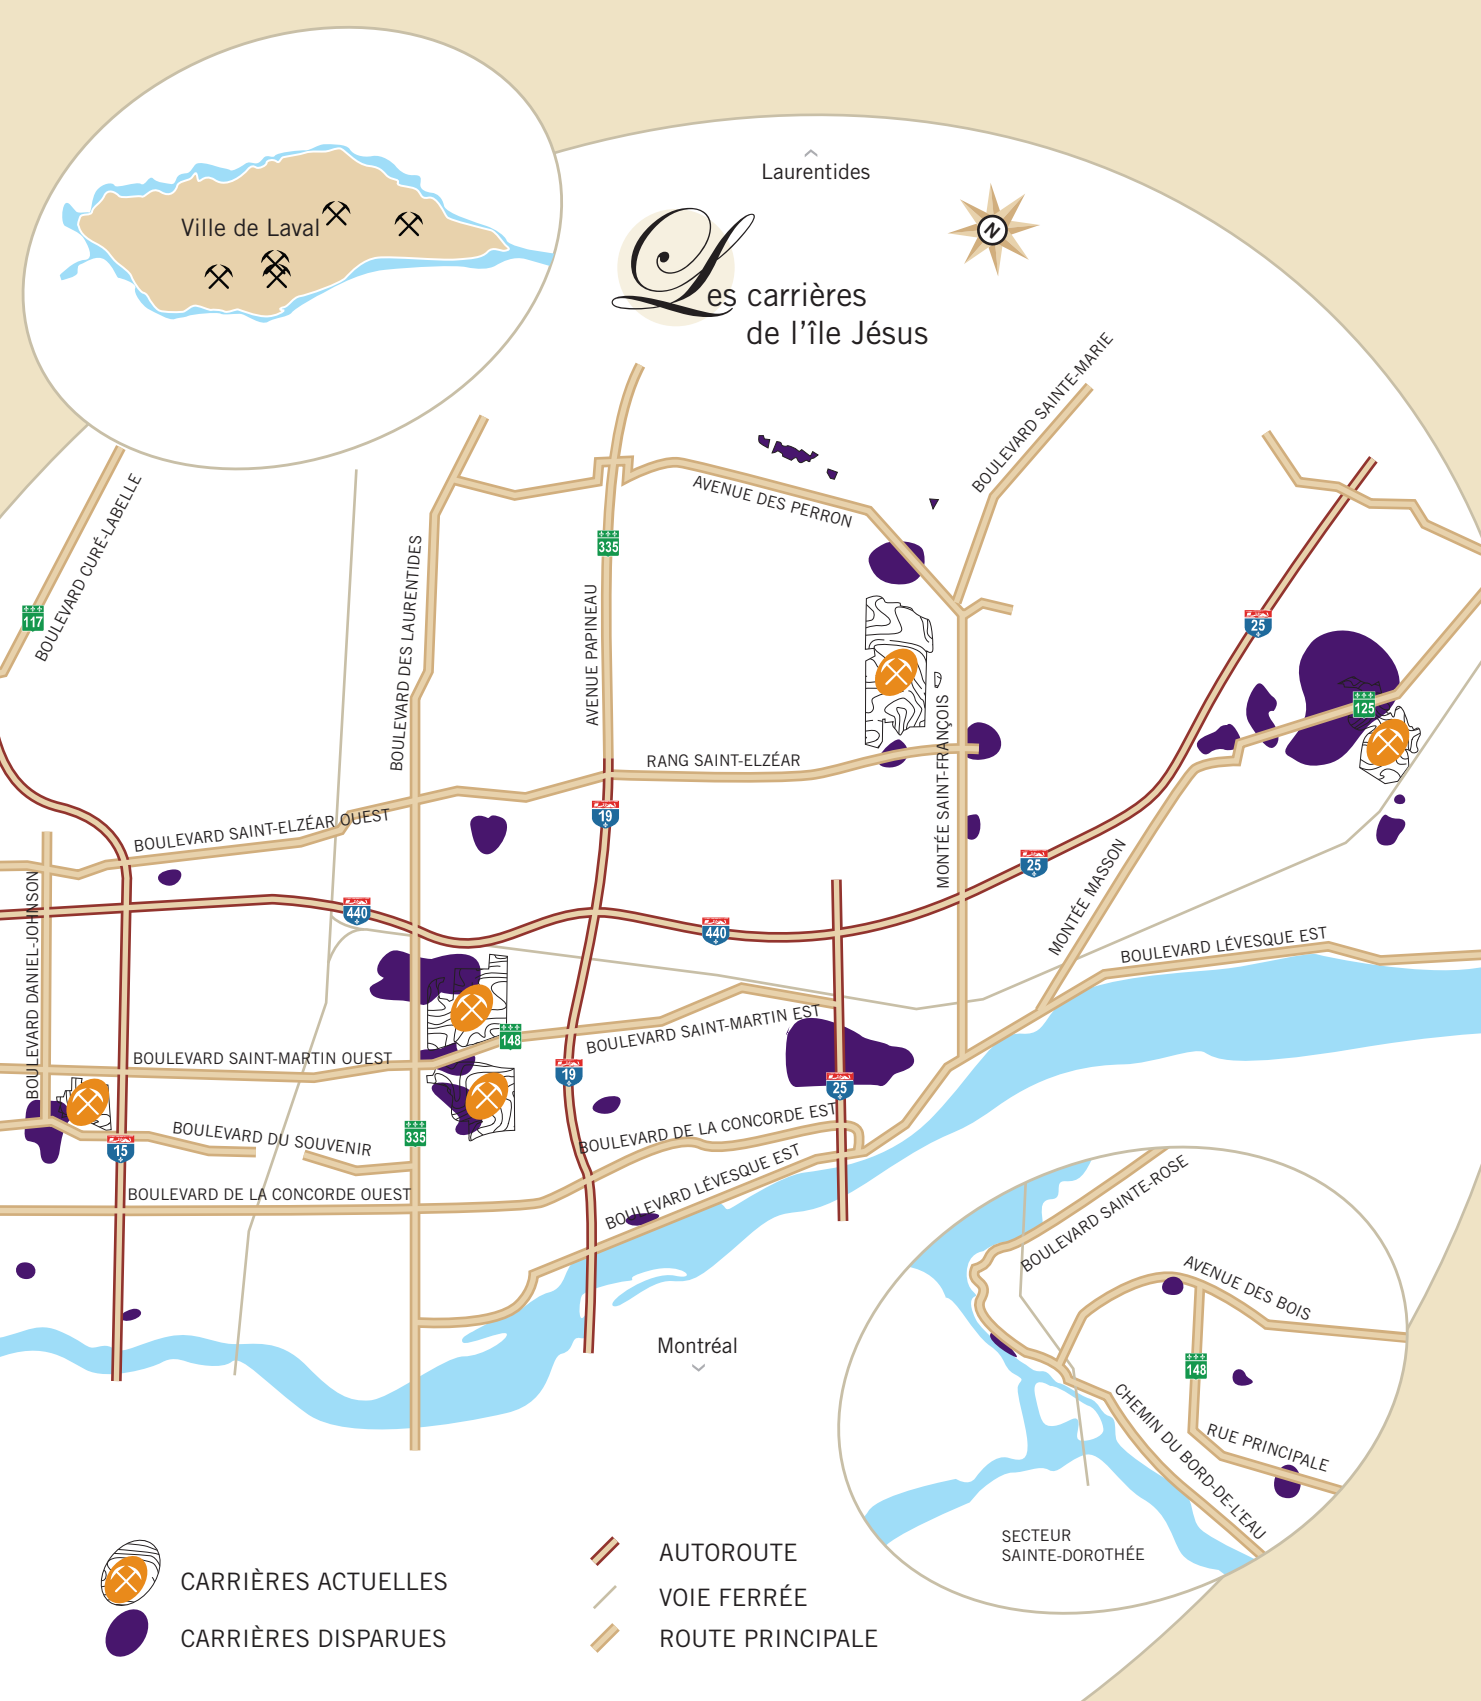 Ville de Laval
Laurentides
N
Les carrières
de l'île Jésus
BOULEVARD SAINTE-MARIE
AVENUE DES PERRON
BOULEVARD CURÉ-LABELLE
117
BOULEVARD DES LAURENTIDES
335
AVENUE PAPINEAU
25
125
MONTÉE SAINT-FRANÇOIS
RANG SAINT-ELZÉAR
19
BOULEVARD SAINT-ELZÉAR OUEST
25
MONTÉE MASSON
BOULEVARD DANIEL-JOHNSON
440
440
BOULEVARD LÉVESQUE EST
148
BOULEVARD SAINT-MARTIN EST
BOULEVARD SAINT-MARTIN OUEST
19
25
335
BOULEVARD DU SOUVENIR
15
BOULEVARD DE LA CONCORDE EST
BOULEVARD DE LA CONCORDE OUEST
BOULEVARD LÉVESQUE EST
Montréal
BOULEVARD SAINTE-ROSE
AVENUE DES BOIS
148
CHEMIN DU BORD-DE-L'EAU
RUE PRINCIPALE
SECTEUR
SAINTE-DOROTHÉE
CARRIÈRES ACTUELLES
CARRIÈRES DISPARUES
AUTOROUTE
VOIE FERRÉE
ROUTE PRINCIPALE